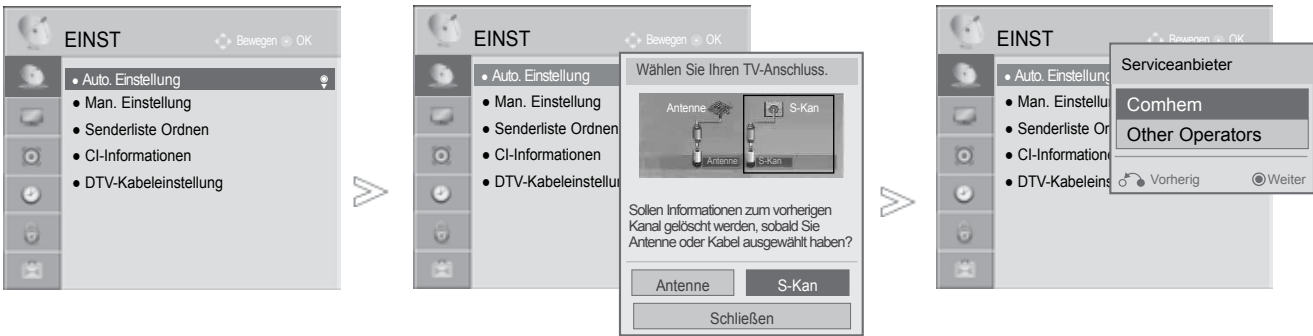 EINST
Bewegen OK
● Auto. Einstellung
● Man. Einstellung
● Senderliste Ordnen
● CI-Informationen
● DTV-Kabeleinstellung
EINST
Bewegen OK
● Auto. Einstellung
● Man. Einstellung
● Senderliste Ordnen
● CI-Informationen
● DTV-Kabeleinstellu
Wählen Sie Ihren TV-Anschluss.
Antenne S-Kan
Antenne S-Kan
Sollen Informationen zum vorherigen
Kanal gelöscht werden, sobald Sie
Antenne oder Kabel ausgewählt haben?
Antenne S-Kan
Schließen
EINST
Bewegen OK
● Auto. Einstellung
● Man. Einstellu
● Senderliste Or
● CI-Informatione
● DTV-Kabeleins
Serviceanbieter
Comhem
Other Operators
Vorherig Weiter